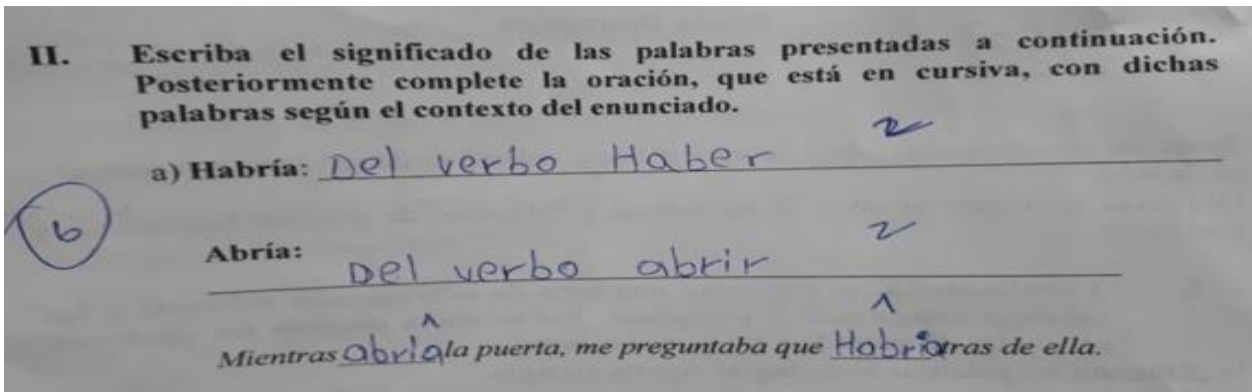 II. Escriba el significado de las palabras presentadas a continuación.
Posteriormente complete la oración, que está en cursiva, con dichas
palabras según el contexto del enunciado.
2
a) Habría: Del verbo Haber
6
2
Abría: Del verbo abrir
1 1
Mientras abría la puerta, me preguntaba que Habría tras de ella.